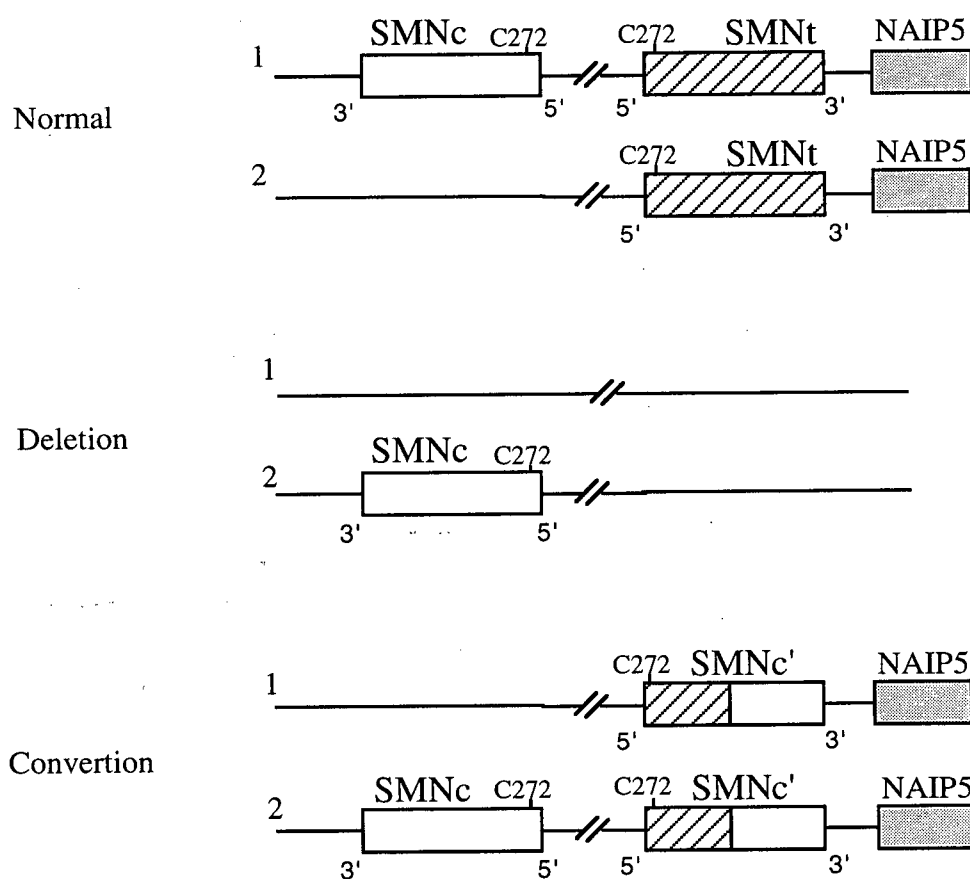 SMNc C272 C272 SMNt NAIP5
1
3' 5' 5' 3'
Normal
C272 SMNt NAIP5
2
5' 3'
1
Deletion
SMNc C272
2
3' 5'
C272 SMNc' NAIP5
1
5' 3'
Convertion
SMNc C272 C272 SMNc' NAIP5
2
3' 5' 5' 3'